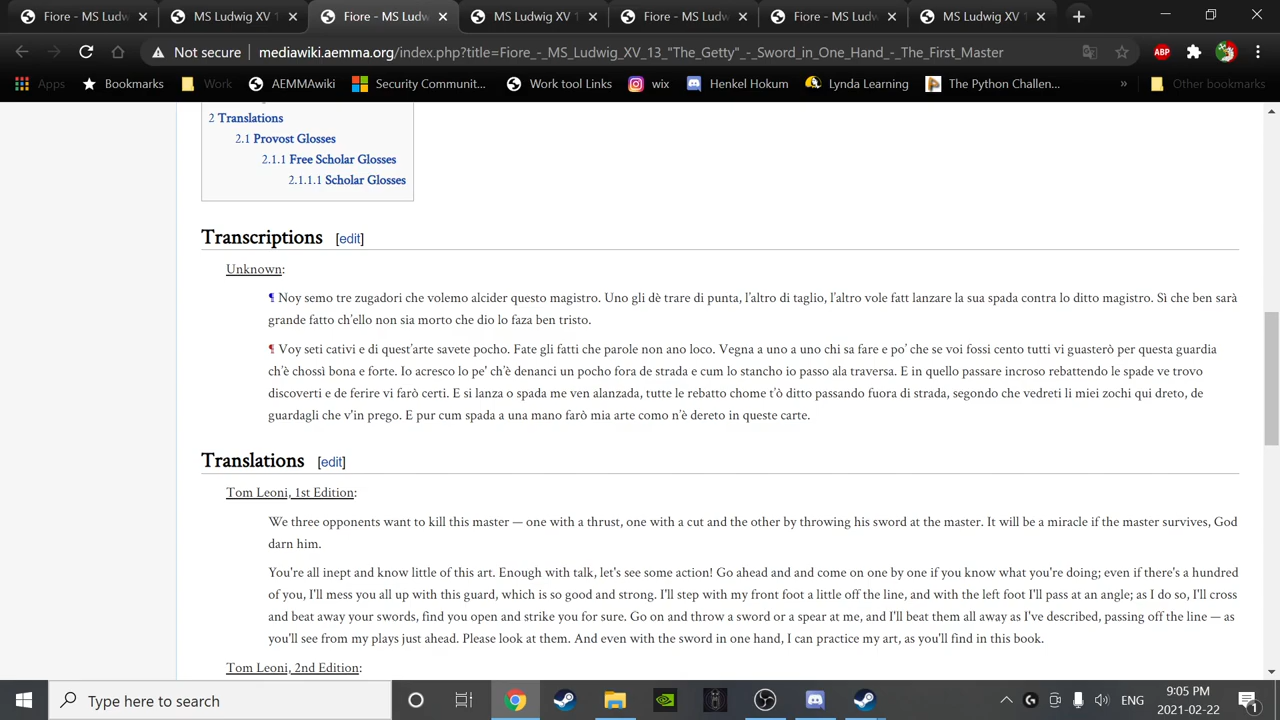 Fiore - MS Ludw
MS Ludwig XV 1
Fiore - MS Ludw
MS Ludwig XV 1
Fiore - MS Ludw
Fiore - MS Ludw
MS Ludwig XV 1
Not secure mediawiki.aemma.org/index.php?title=Fiore_-_MS_Ludwig_XV_13_"The_Getty"_-_Sword_in_One_Hand_-_The_First_Master
ABP
Apps Bookmarks Work AEMMAwiki Security Communit... Work tool Links wix Henkel Hokum Lynda Learning The Python Challen... » Other bookmarks
2 Translations
2.1 Provost Glosses
2.1.1 Free Scholar Glosses
2.1.1.1 Scholar Glosses
Transcriptions [edit]
Unknown:
¶ Noy semo tre zugadori che volemo alcider questo magistro. Uno gli dè trare di punta, l'altro di taglio, l'altro vole fatt lanzare la sua spada contra lo ditto magistro. Sì che ben sarà
grande fatto ch'ello non sia morto che dio lo faza ben tristo.
¶ Voy seti cativi e di quest'arte savete pocho. Fate gli fatti che parole non ano loco. Vegna a uno a uno chi sa fare e po' che se voi fossi cento tutti vi guasterò per questa guardia
ch'è chossì bona e forte. Io acresco lo pe' ch'è denanci un pocho fora de strada e cum lo stancho io passo ala traversa. E in quello passare incroso rebattendo le spade ve trovo
discoverti e de ferire vi farò certi. E si lanza o spada me ven alanzada, tutte le rebatto chome t'ò ditto passando fuora di strada, segondo che vedreti li miei zochi qui dreto, de
guardagli che v'in prego. E pur cum spada a una mano farò mia arte como n'è dereto in queste carte.
Translations [edit]
Tom Leoni, 1st Edition:
We three opponents want to kill this master — one with a thrust, one with a cut and the other by throwing his sword at the master. It will be a miracle if the master survives, God
darn him.
You're all inept and know little of this art. Enough with talk, let's see some action! Go ahead and and come on one by one if you know what you're doing; even if there's a hundred
of you, I'll mess you all up with this guard, which is so good and strong. I'll step with my front foot a little off the line, and with the left foot I'll pass at an angle; as I do so, I'll cross
and beat away your swords, find you open and strike you for sure. Go on and throw a sword or a spear at me, and I'll beat them all away as I've described, passing off the line — as
you'll see from my plays just ahead. Please look at them. And even with the sword in one hand, I can practice my art, as you'll find in this book.
Tom Leoni, 2nd Edition:
Type here to search
ENG
9:05 PM
2021-02-22
1